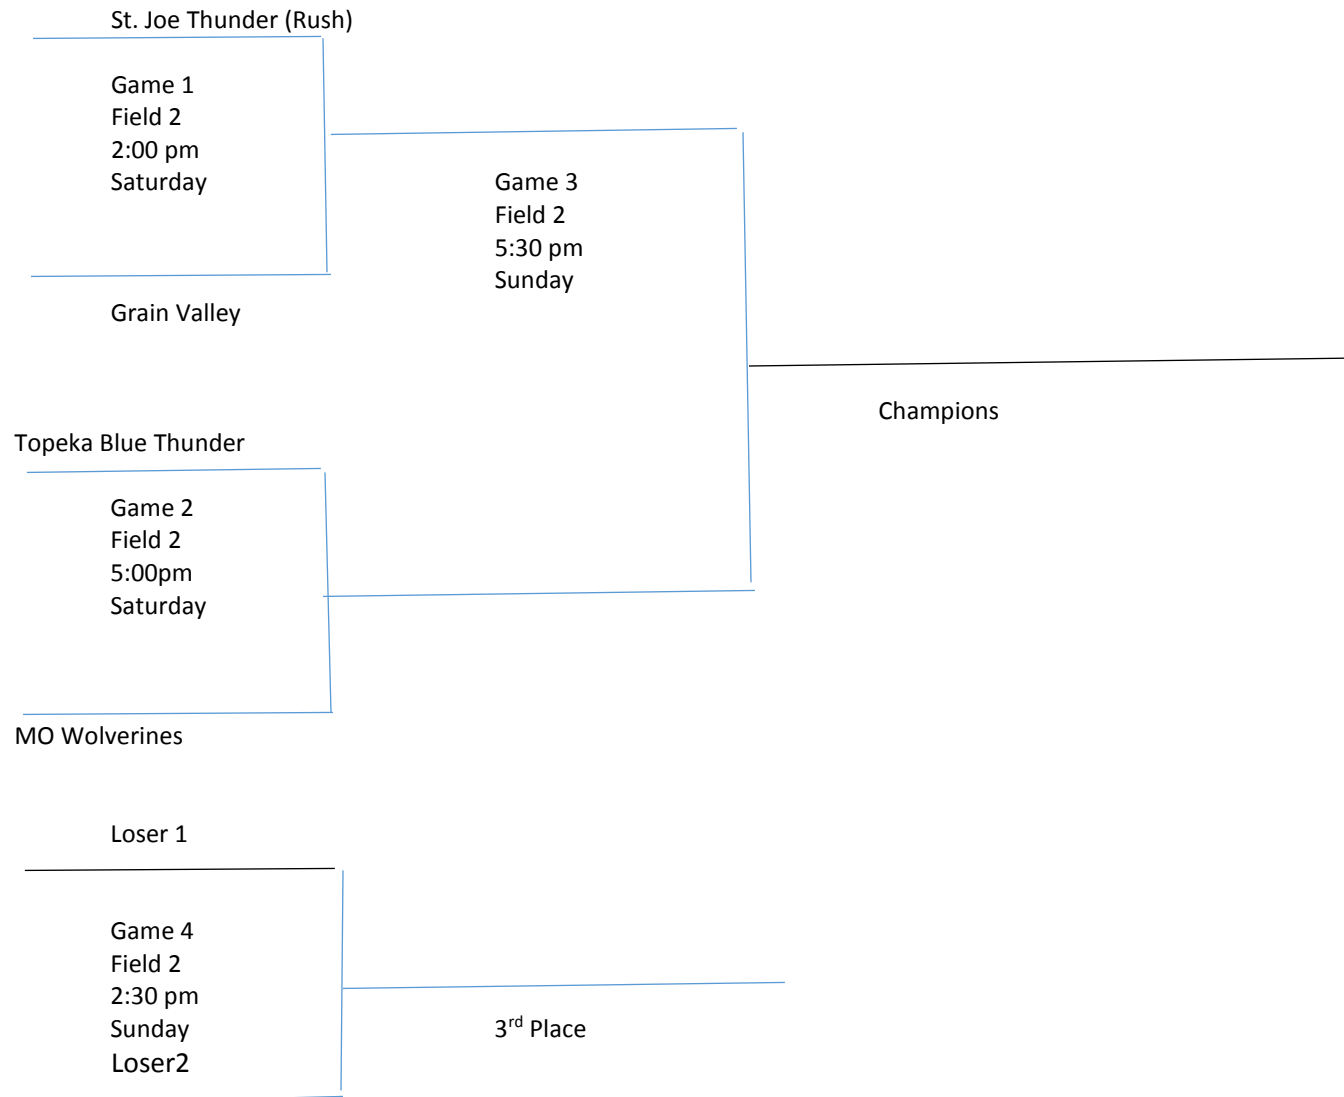 St. Joe Thunder (Rush)
Game 1
Field 2
2:00 pm
Saturday
Game 3
Field 2
5:30 pm
Sunday
Grain Valley
Champions
Topeka Blue Thunder
Game 2
Field 2
5:00pm
Saturday
MO Wolverines
Loser 1
Game 4
Field 2
2:30 pm
Sunday
Loser2
3rd Place